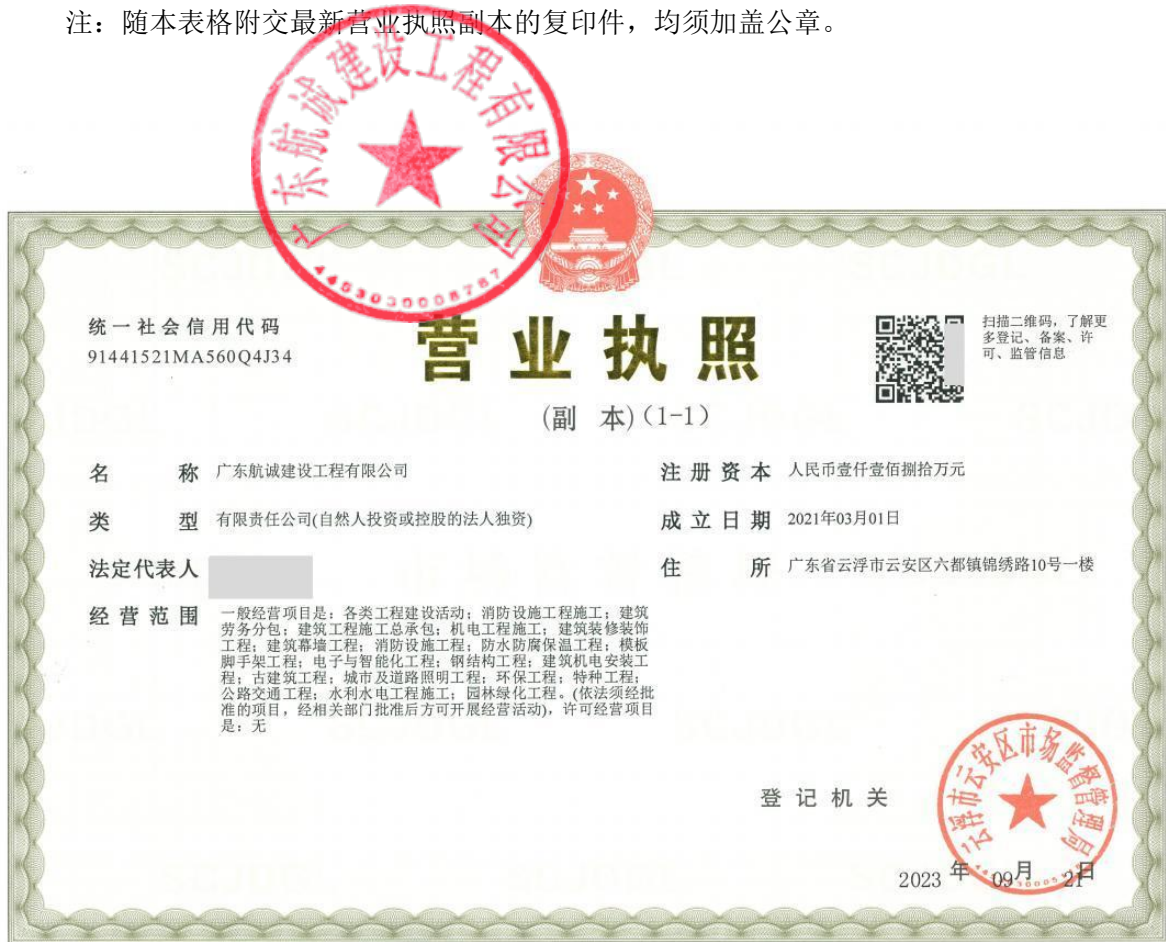 注：随本表格附交最新营业执照副本的复印件，均须加盖公章。
广东航诚建设工程有限公司
4453030008787
统一社会信用代码
91441521MA560Q4J34
营业执照
(副 本)(1-1)
扫描二维码，了解更
多登记、备案、许
可、监管信息
名 称 广东航诚建设工程有限公司
类 型 有限责任公司(自然人投资或控股的法人独资)
法定代表人
经营范围 一般经营项目是：各类工程建设活动；消防设施工程施工；建筑
劳务分包；建筑工程施工总承包；机电工程施工；建筑装修装饰
工程；建筑幕墙工程；消防设施工程；防水防腐保温工程；模板
脚手架工程；电子与智能化工程；钢结构工程；建筑机电安装工
程；古建筑工程；城市及道路照明工程；环保工程；特种工程；
公路交通工程；水利水电工程施工；园林绿化工程。(依法须经批
准的项目，经相关部门批准后方可开展经营活动)，许可经营项目
是：无
注册资本 人民币壹仟壹佰捌拾万元
成立日期 2021年03月01日
住 所 广东省云浮市云安区六都镇锦绣路10号一楼
登记机关
云浮市云安区市场监督管理局
2023 年 09月 21日